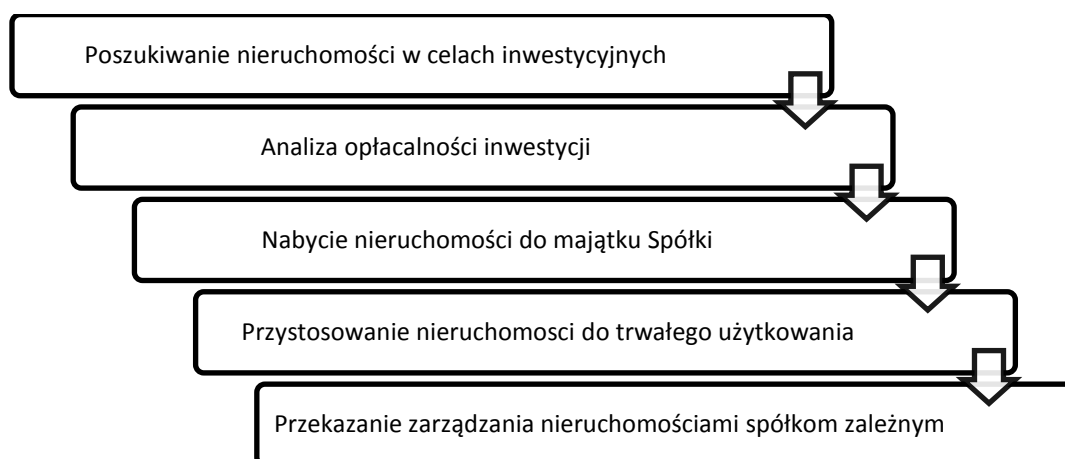 Poszukiwanie nieruchomości w celach inwestycyjnych
Analiza opłacalności inwestycji
Nabycie nieruchomości do majątku Spółki
Przystosowanie nieruchomosci do trwałego użytkowania
Przekazanie zarządzania nieruchomościami spółkom zależnym